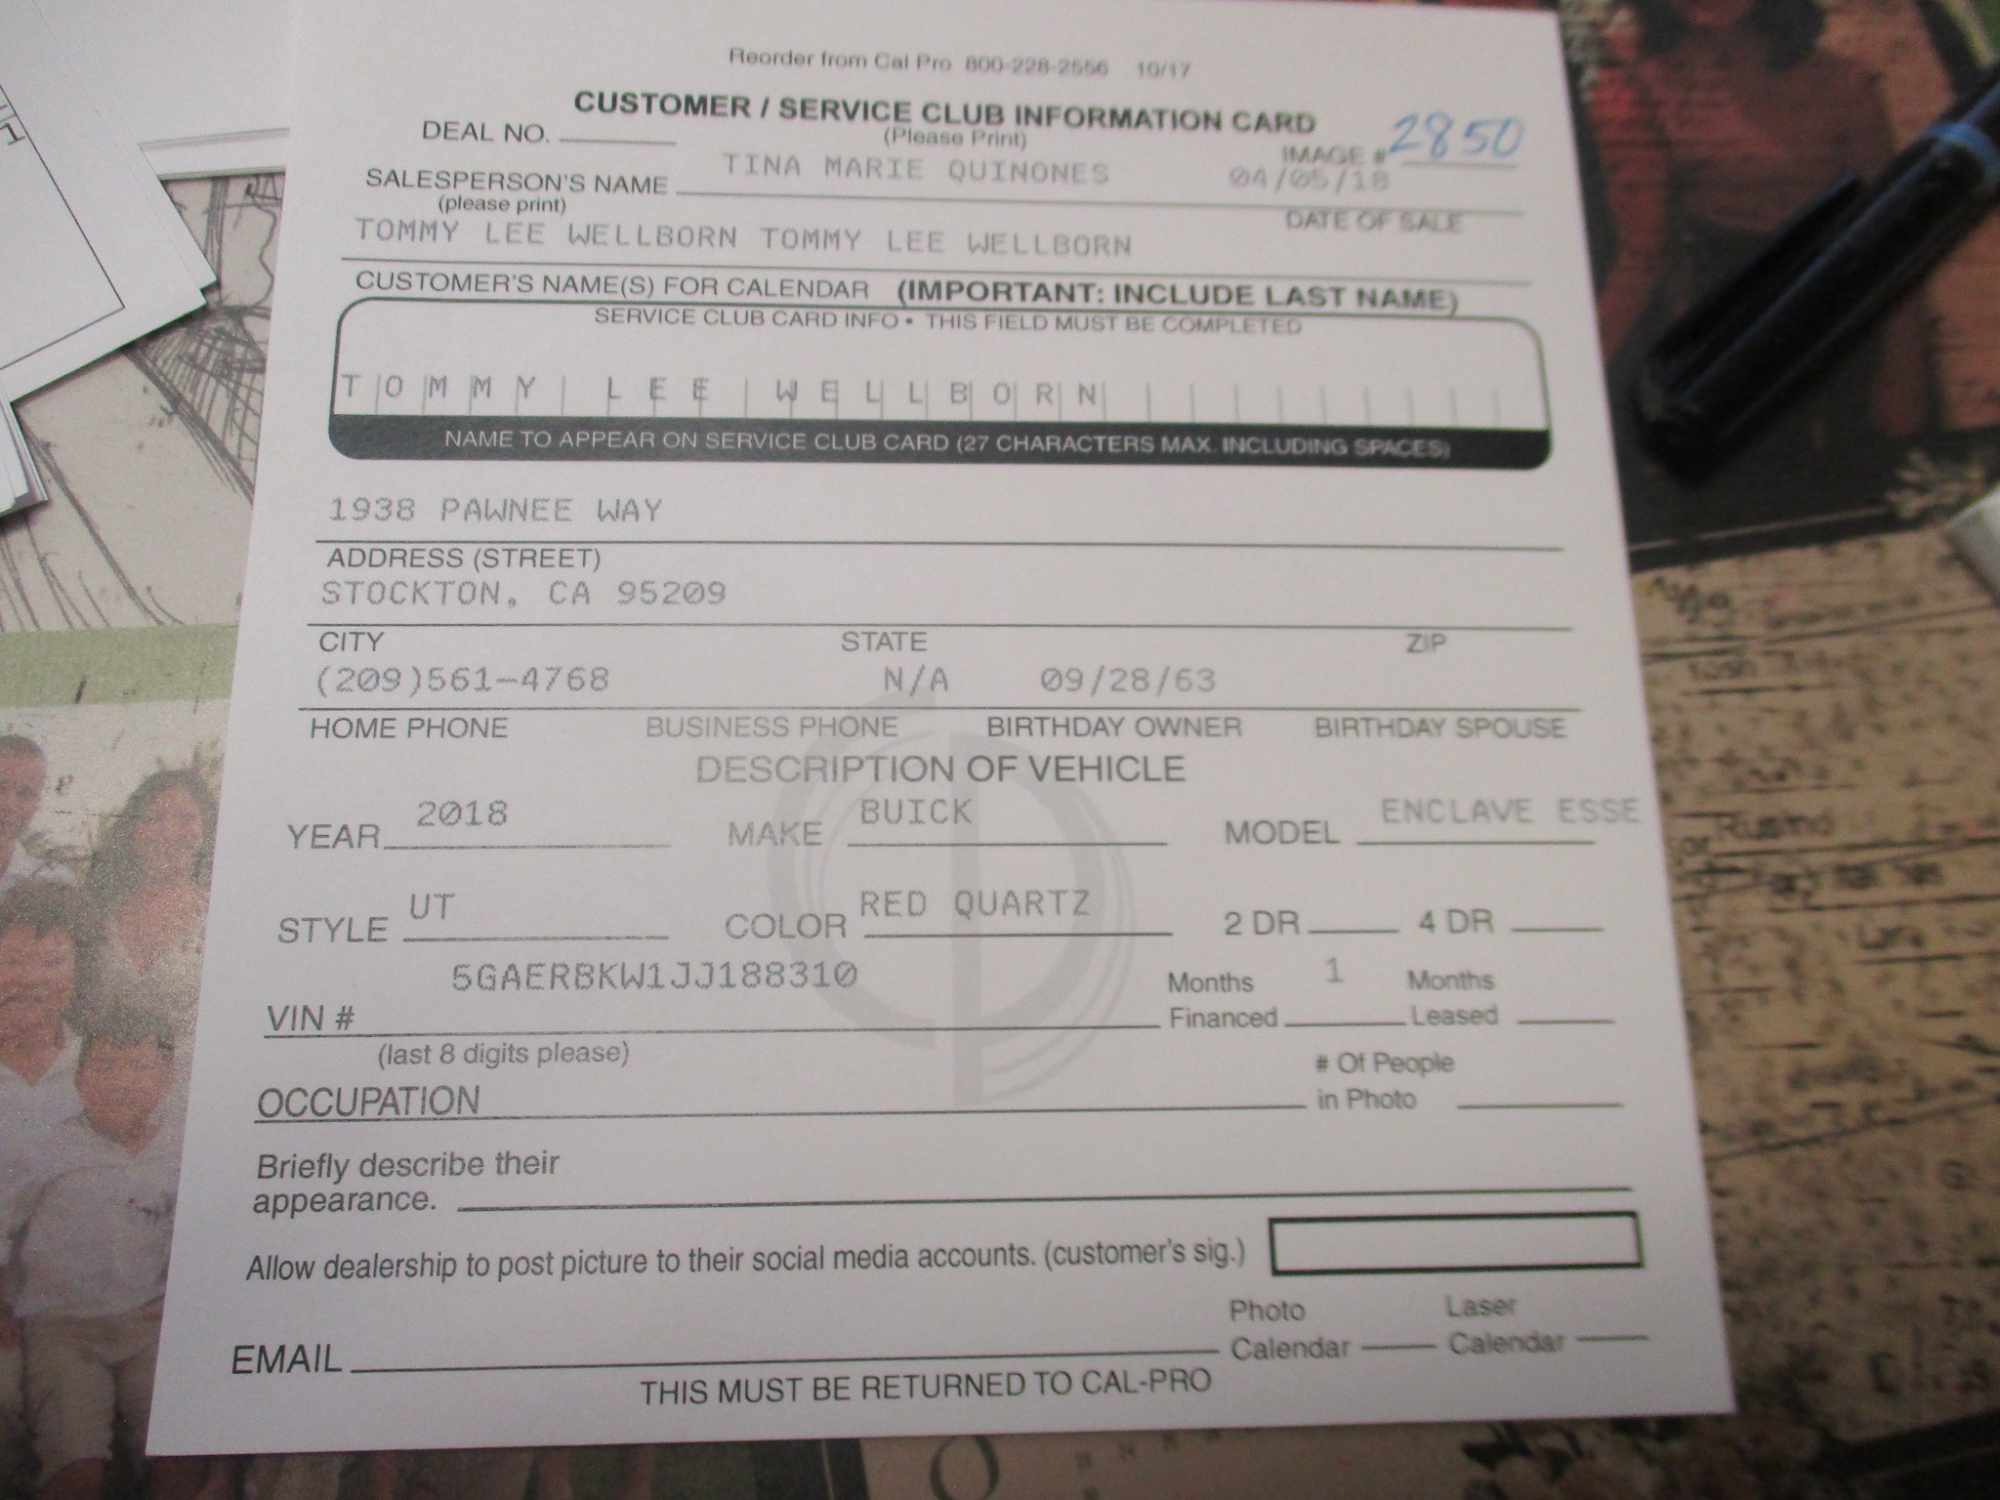 Reorder from Cal Pro 800-228-2556 10/17
CUSTOMER / SERVICE CLUB INFORMATION CARD
(Please Print)
DEAL NO.
IMAGE # 2850
SALESPERSON'S NAME TINA MARIE QUINONES 04/05/18
(please print)
DATE OF SALE
TOMMY LEE WELLBORN TOMMY LEE WELLBORN
CUSTOMER'S NAME(S) FOR CALENDAR (IMPORTANT: INCLUDE LAST NAME)
SERVICE CLUB CARD INFO • THIS FIELD MUST BE COMPLETED
TOMMY LEE WELLBORN
NAME TO APPEAR ON SERVICE CLUB CARD (27 CHARACTERS MAX. INCLUDING SPACES)
1938 PAWNEE WAY
ADDRESS (STREET)
STOCKTON, CA 95209
CITY STATE ZIP
(209)561-4768 N/A 09/28/63
HOME PHONE BUSINESS PHONE BIRTHDAY OWNER BIRTHDAY SPOUSE
DESCRIPTION OF VEHICLE
YEAR 2018 MAKE BUICK MODEL ENCLAVE ESSE
STYLE UT COLOR RED QUARTZ 2 DR 4 DR
5GAERBKW1JJ188310
VIN #
Months Financed 1 Months Leased
(last 8 digits please)
OCCUPATION
# Of People in Photo
Briefly describe their
appearance.
Allow dealership to post picture to their social media accounts. (customer's sig.)
EMAIL
Photo Calendar Laser Calendar
THIS MUST BE RETURNED TO CAL-PRO